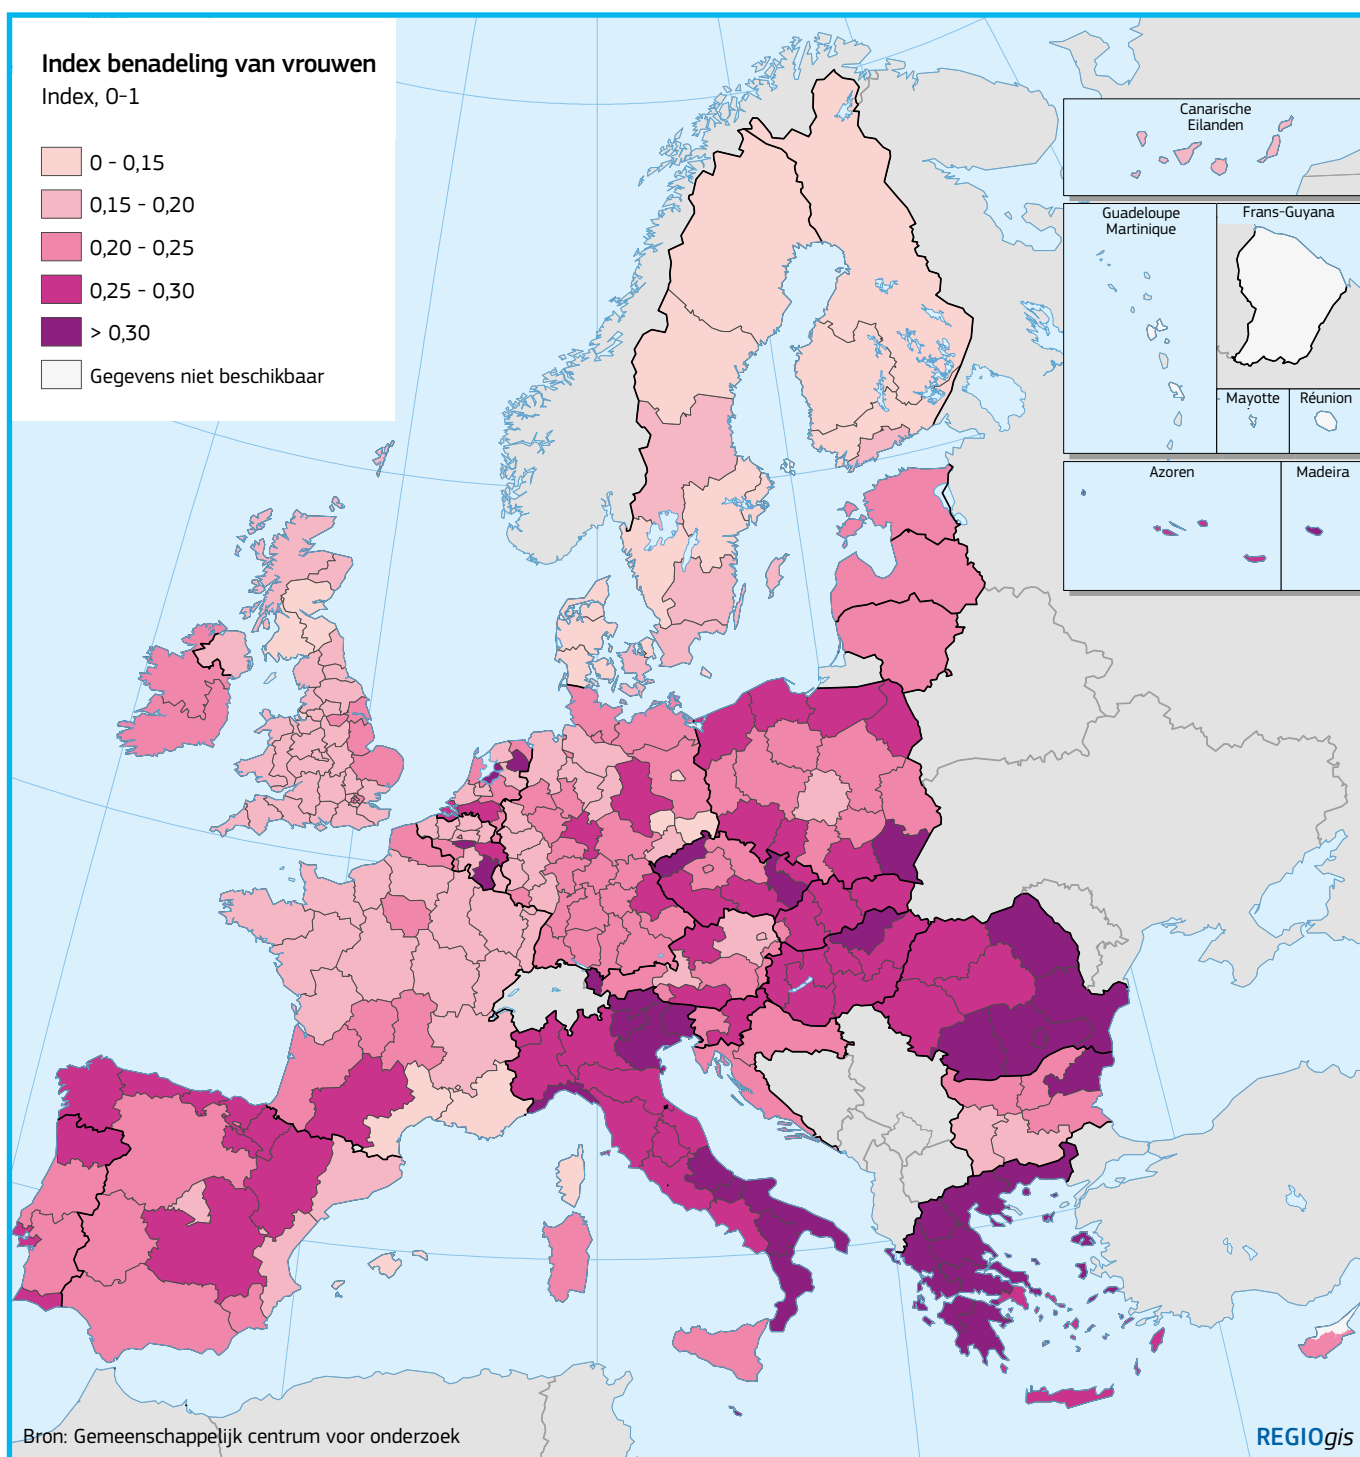 Index benadeling van vrouwen
Index, 0-1
0 - 0,15
0,15 - 0,20
0,20 - 0,25
0,25 - 0,30
> 0,30
Gegevens niet beschikbaar
Canarische
Eilanden
Guadeloupe
Martinique
Frans-Guyana
Mayotte
Réunion
Azoren
Madeira
Bron: Gemeenschappelijk centrum voor onderzoek
REGIOgis